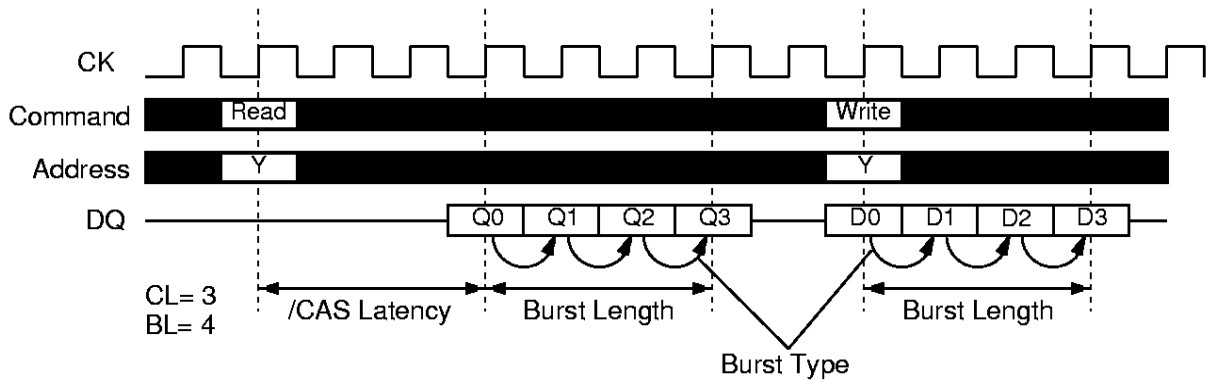 CK
Command Read Write
Address Y Y
DQ Q0 Q1 Q2 Q3 D0 D1 D2 D3
CL= 3
BL= 4
/CAS Latency Burst Length Burst Length
Burst Type